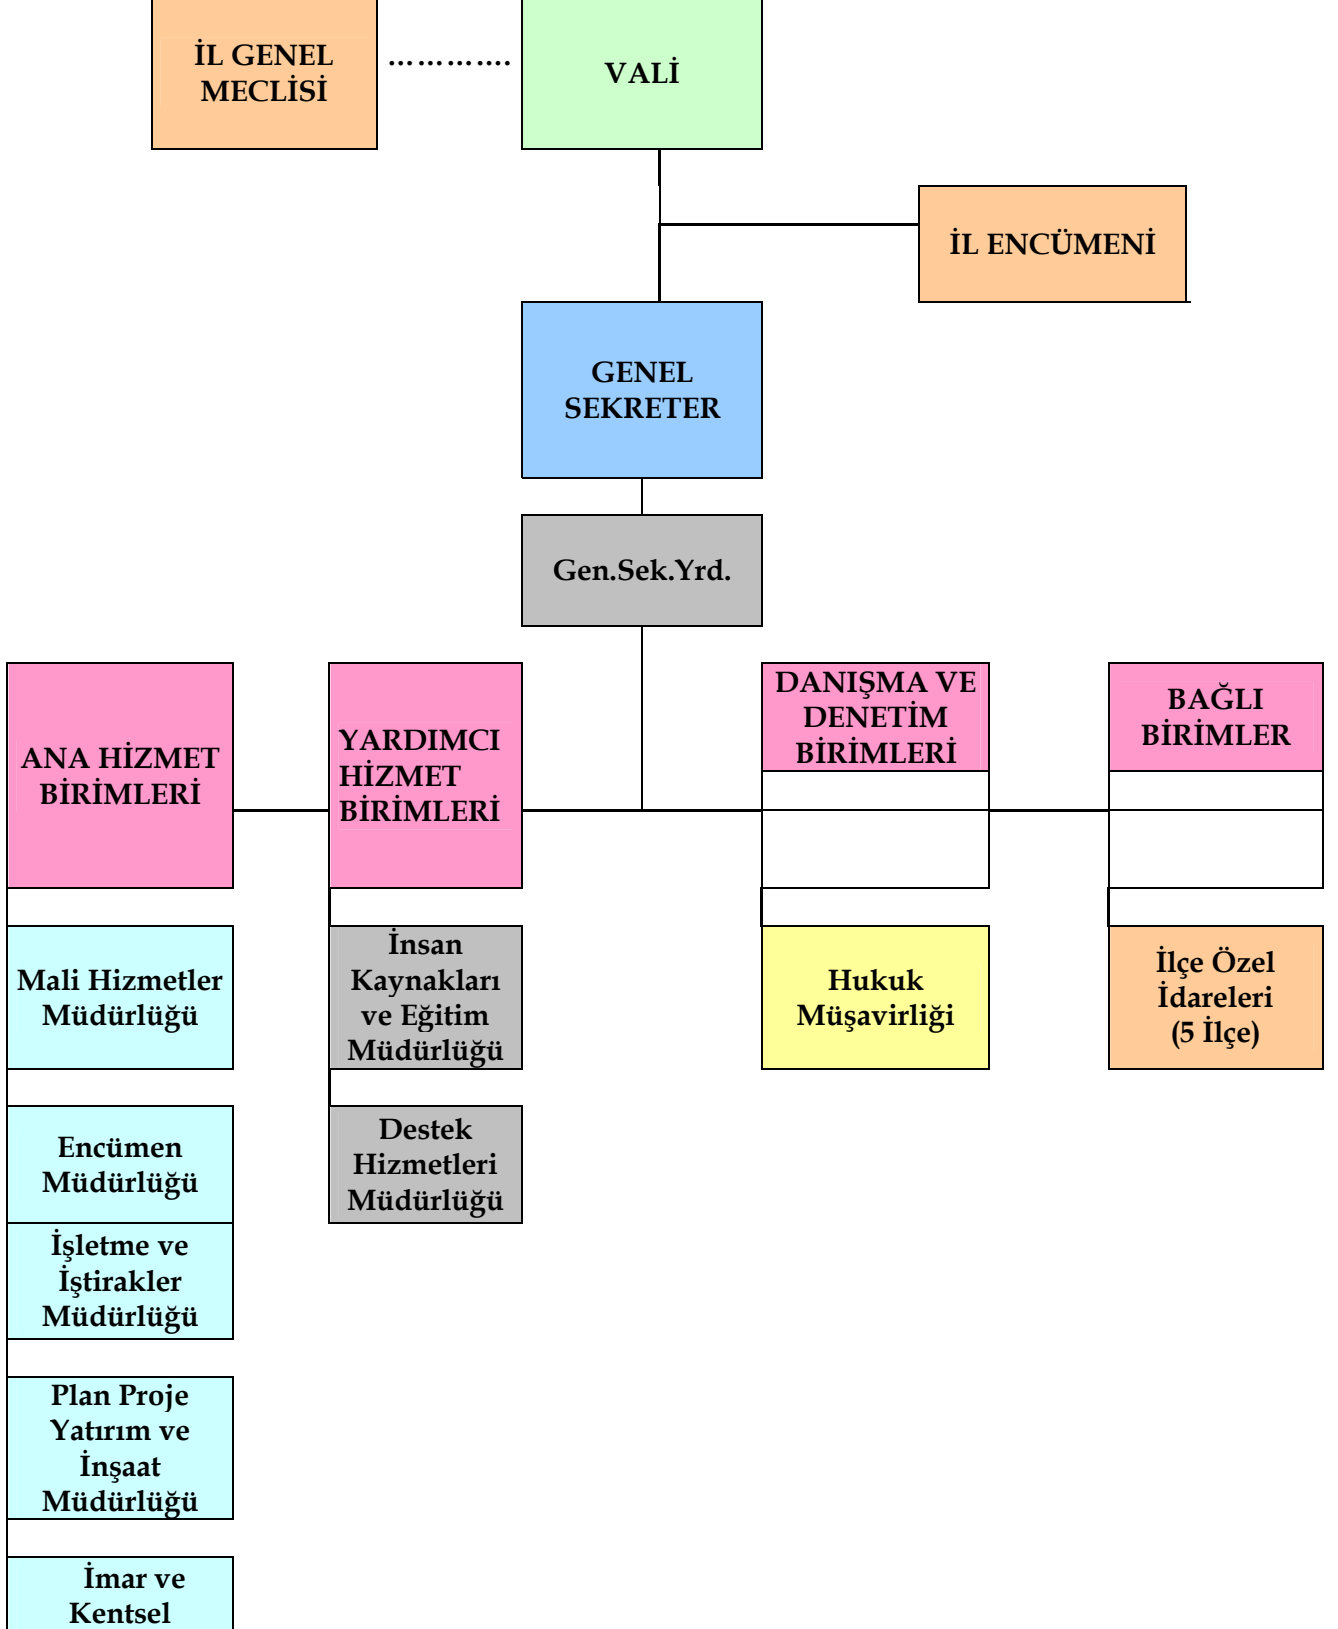 İL GENEL
MECLİSİ
………….
VALİ
İL ENCÜMENİ
GENEL
SEKRETER
Gen.Sek.Yrd.
ANA HİZMET
BİRİMLERİ
YARDIMCI
HİZMET
BİRİMLERİ
DANIŞMA VE
DENETİM
BİRİMLERİ
BAĞLI
BİRİMLER
Mali Hizmetler
Müdürlüğü
İnsan
Kaynakları
ve Eğitim
Müdürlüğü
Hukuk
Müşavirliği
İlçe Özel
İdareleri
(5 İlçe)
Encümen
Müdürlüğü
Destek
Hizmetleri
Müdürlüğü
İşletme ve
İştirakler
Müdürlüğü
Plan Proje
Yatırım ve
İnşaat
Müdürlüğü
İmar ve
Kentsel